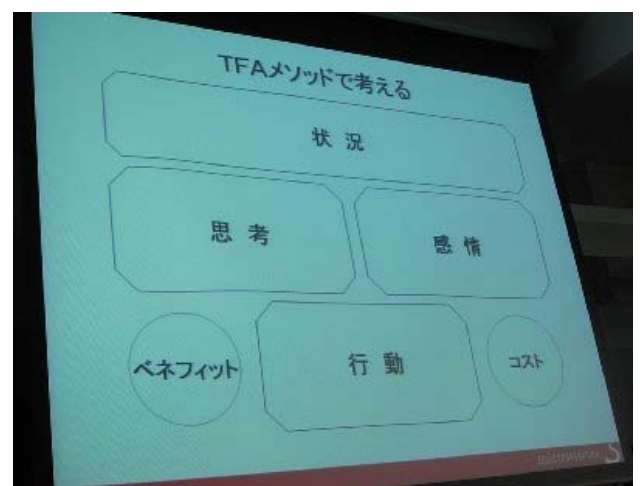 TFAメソッドで考える
状 況
思 考
感 情
ベネフィット
行 動
コスト
S